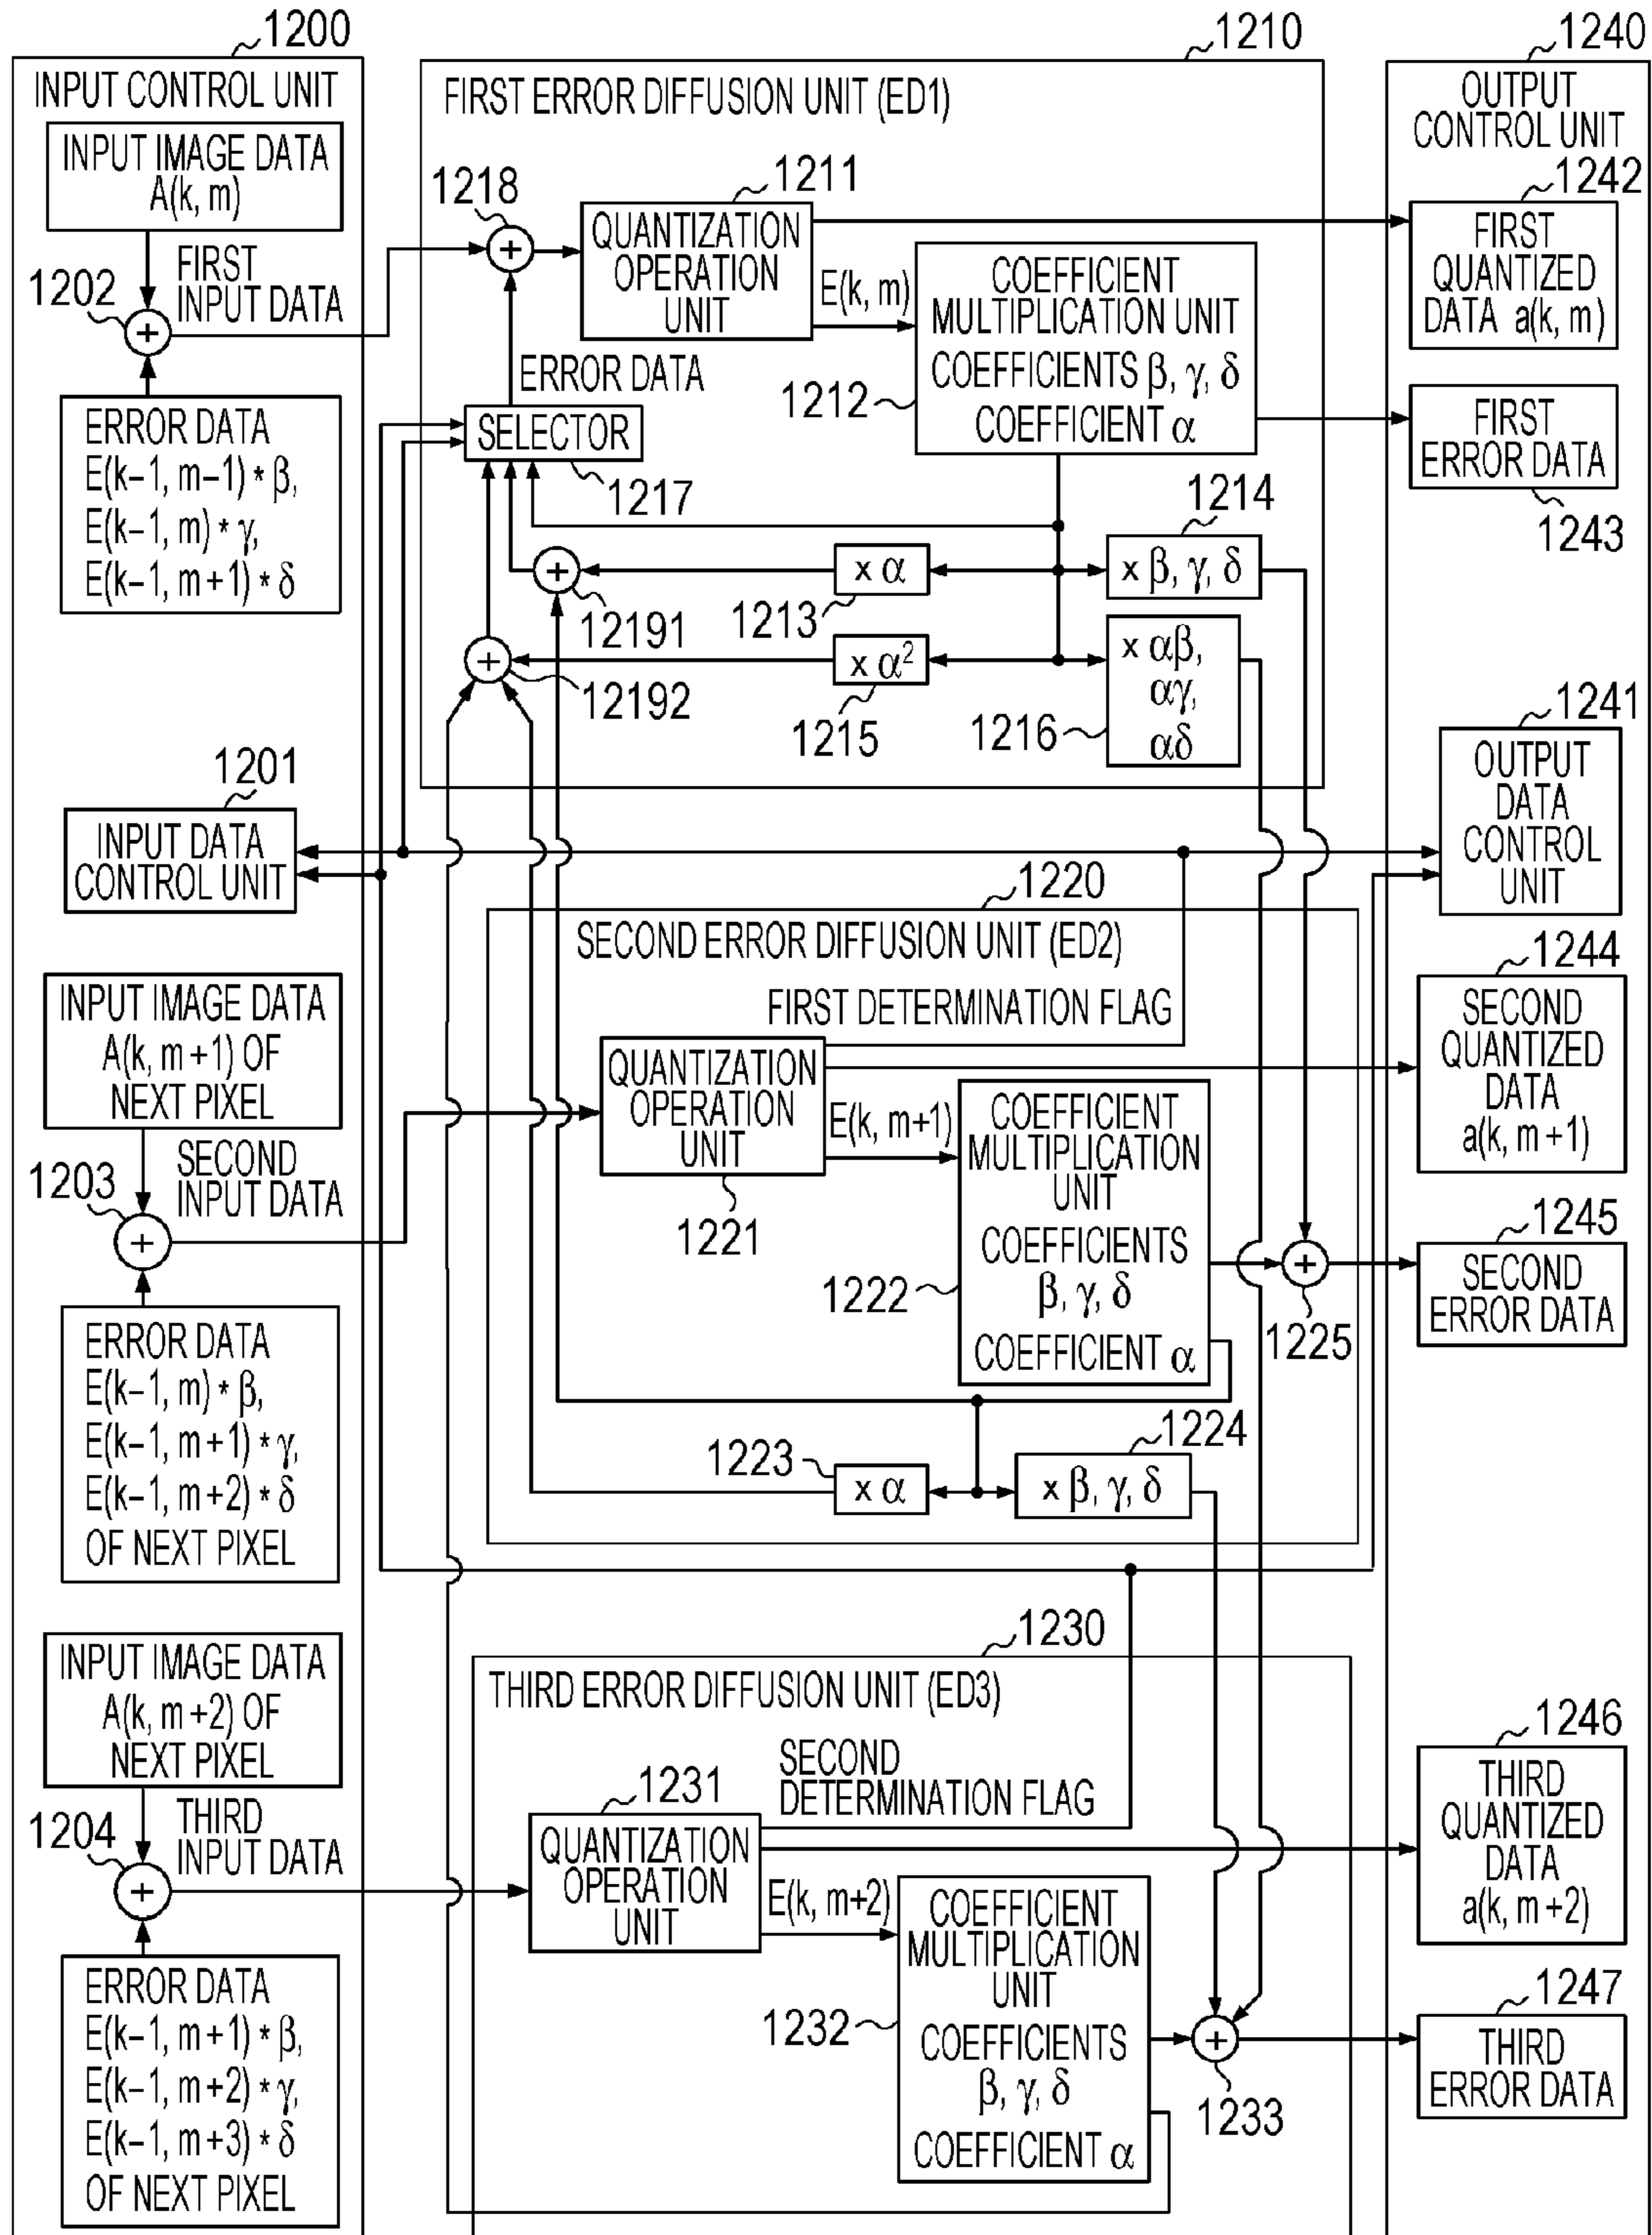 1200
INPUT CONTROL UNIT
INPUT IMAGE DATA
A(k, m)
1202
+
FIRST
INPUT DATA
ERROR DATA
E(k−1, m−1) * β,
E(k−1, m) * γ,
E(k−1, m+1) * δ
1201
INPUT DATA
CONTROL UNIT
INPUT IMAGE DATA
A(k, m+1) OF
NEXT PIXEL
1203
+
SECOND
INPUT DATA
ERROR DATA
E(k−1, m) * β,
E(k−1, m+1) * γ,
E(k−1, m+2) * δ
OF NEXT PIXEL
INPUT IMAGE DATA
A(k, m+2) OF
NEXT PIXEL
1204
+
THIRD
INPUT DATA
ERROR DATA
E(k−1, m+1) * β,
E(k−1, m+2) * γ,
E(k−1, m+3) * δ
OF NEXT PIXEL
1210
FIRST ERROR DIFFUSION UNIT (ED1)
1218
+
1211
QUANTIZATION
OPERATION
UNIT
E(k, m)
COEFFICIENT
MULTIPLICATION UNIT
COEFFICIENTS β, γ, δ
COEFFICIENT α
1212
ERROR DATA
SELECTOR
1217
1214
x β, γ, δ
x α
1213
+
12191
+
12192
x α²
1215
x αβ,
αγ,
αδ
1216
1220
SECOND ERROR DIFFUSION UNIT (ED2)
FIRST DETERMINATION FLAG
QUANTIZATION
OPERATION
UNIT
1221
E(k, m+1)
COEFFICIENT
MULTIPLICATION
UNIT
COEFFICIENTS
β, γ, δ
COEFFICIENT α
1222
+
1225
1223
x α
1224
x β, γ, δ
1230
THIRD ERROR DIFFUSION UNIT (ED3)
SECOND
DETERMINATION FLAG
1231
QUANTIZATION
OPERATION
UNIT
E(k, m+2)
COEFFICIENT
MULTIPLICATION
UNIT
COEFFICIENTS
β, γ, δ
COEFFICIENT α
1232
+
1233
1240
OUTPUT
CONTROL UNIT
1242
FIRST
QUANTIZED
DATA a(k, m)
FIRST
ERROR DATA
1243
1241
OUTPUT
DATA
CONTROL
UNIT
1244
SECOND
QUANTIZED
DATA
a(k, m+1)
1245
SECOND
ERROR DATA
1246
THIRD
QUANTIZED
DATA
a(k, m+2)
1247
THIRD
ERROR DATA